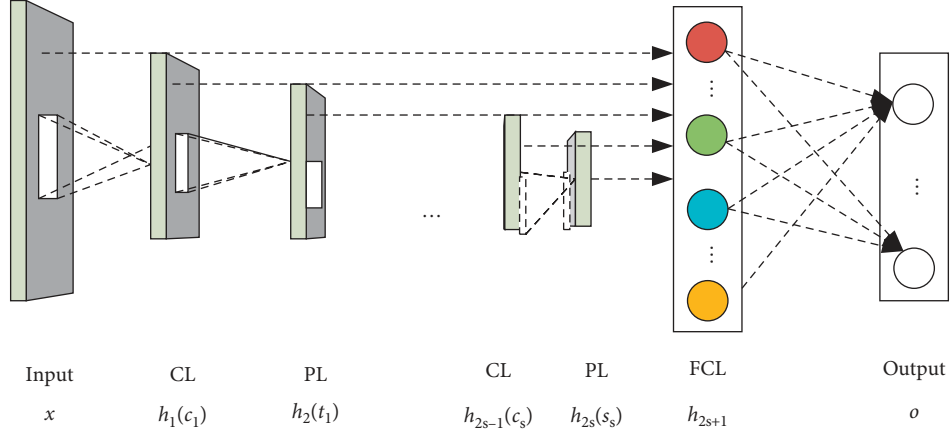 ...
...
...
...
Input CL PL CL PL FCL Output
x h₁(c₁) h₂(t₁) h₂ₛ₋₁(cₛ) h₂ₛ(sₛ) h₂ₛ₊₁ o